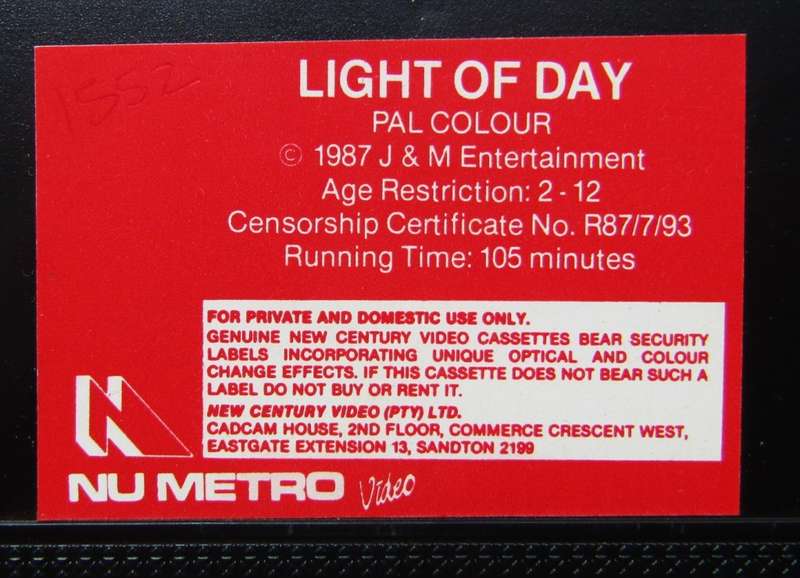 1552
LIGHT OF DAY
PAL COLOUR
© 1987 J & M Entertainment
Age Restriction: 2 - 12
Censorship Certificate No. R87/7/93
Running Time: 105 minutes
FOR PRIVATE AND DOMESTIC USE ONLY.
GENUINE NEW CENTURY VIDEO CASSETTES BEAR SECURITY
LABELS INCORPORATING UNIQUE OPTICAL AND COLOUR
CHANGE EFFECTS. IF THIS CASSETTE DOES NOT BEAR SUCH A
LABEL DO NOT BUY OR RENT IT.
NEW CENTURY VIDEO (PTY) LTD.
CADCAM HOUSE, 2ND FLOOR, COMMERCE CRESCENT WEST,
EASTGATE EXTENSION 13, SANDTON 2199
NU METRO Video